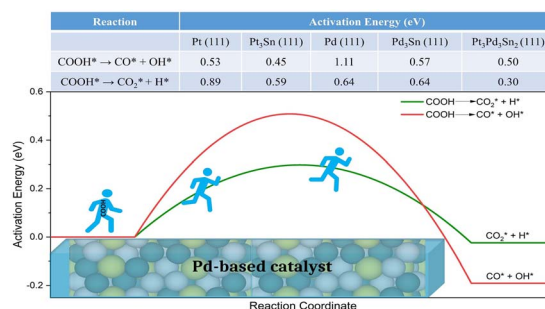 Reaction Activation Energy (eV)
Pt (111) Pt₃Sn (111) Pd (111) Pd₃Sn (111) Pt₃Pd₃Sn₂ (111)
COOH* → CO* + OH* 0.53 0.45 1.11 0.57 0.50
COOH* → CO₂* + H* 0.89 0.59 0.64 0.64 0.30
0.6
COOH → CO₂* + H*
COOH → CO* + OH*
0.4
Activation Energy (eV)
0.2
COOH
0.0
CO₂* + H*
Pd-based catalyst
CO* + OH*
-0.2
Reaction Coordinate